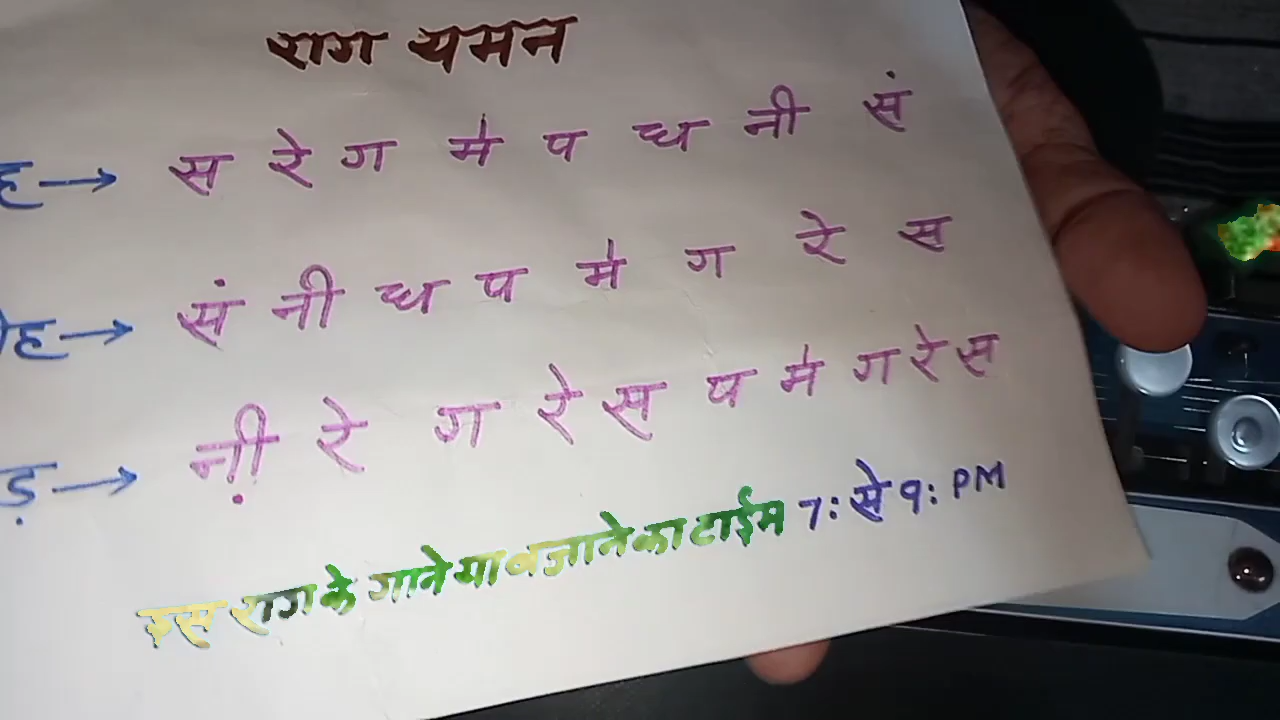 राग यमन
ह→ स रे ग म॑ प ध नी सं
ोह→ सं नी ध प म॑ ग रे स
ड़→ ऩी रे ग रे स प म॑ ग रे स
इस राग के गाने या बजाने का टाईम 7: से 9: PM